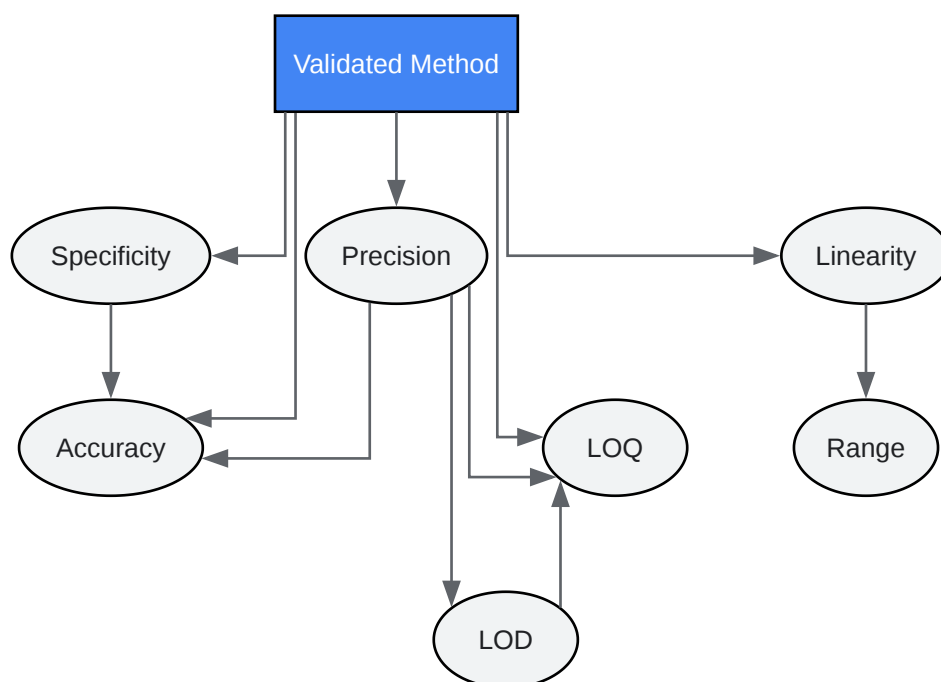 Validated Method
Specificity
Precision
Linearity
Accuracy
LOQ
Range
LOD